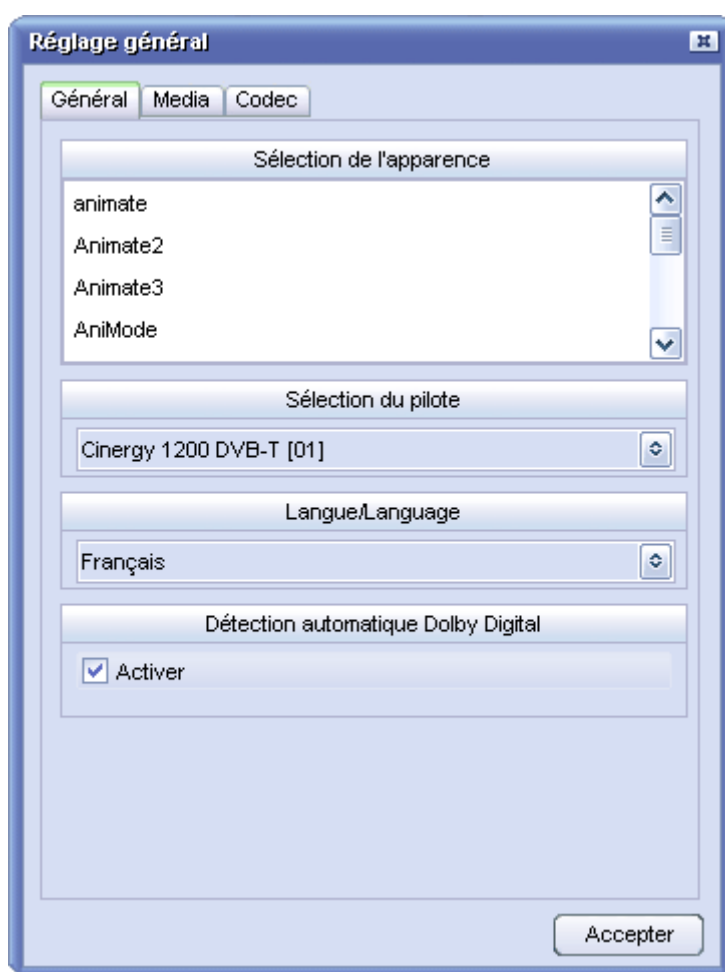 Réglage général
Général Media Codec
Sélection de l'apparence
animate
Animate2
Animate3
AniMode
Sélection du pilote
Cinergy 1200 DVB-T [01]
Langue/Language
Français
Détection automatique Dolby Digital
Activer
Accepter